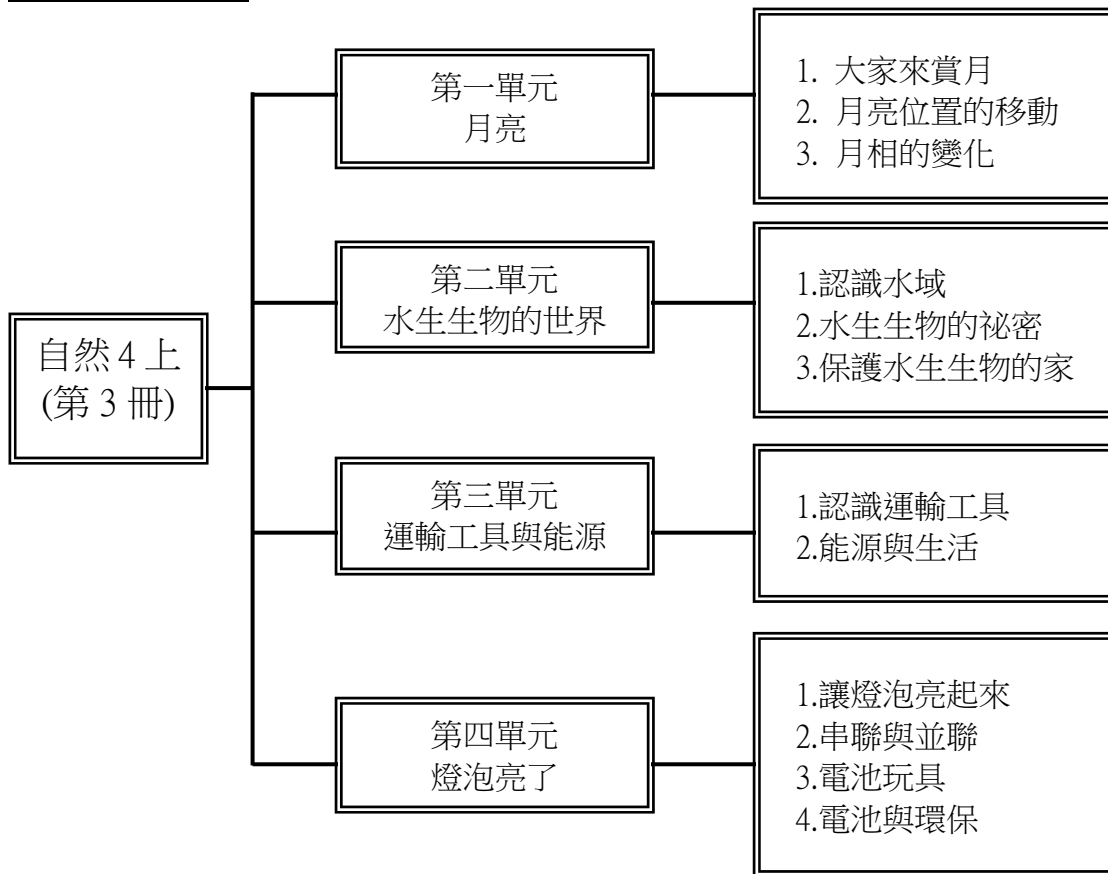 自然 4 上
(第 3 冊)
第一單元
月亮
1. 大家來賞月
2. 月亮位置的移動
3. 月相的變化
第二單元
水生生物的世界
1.認識水域
2.水生生物的祕密
3.保護水生生物的家
第三單元
運輸工具與能源
1.認識運輸工具
2.能源與生活
第四單元
燈泡亮了
1.讓燈泡亮起來
2.串聯與並聯
3.電池玩具
4.電池與環保